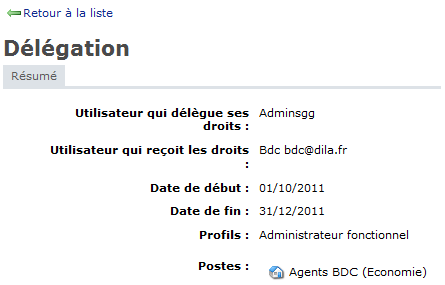 Retour à la liste
Délégation
Résumé
Utilisateur qui délègue ses droits : Adminsgg
Utilisateur qui reçoit les droits : Bdc bdc@dila.fr
Date de début : 01/10/2011
Date de fin : 31/12/2011
Profils : Administrateur fonctionnel
Postes : Agents BDC (Economie)